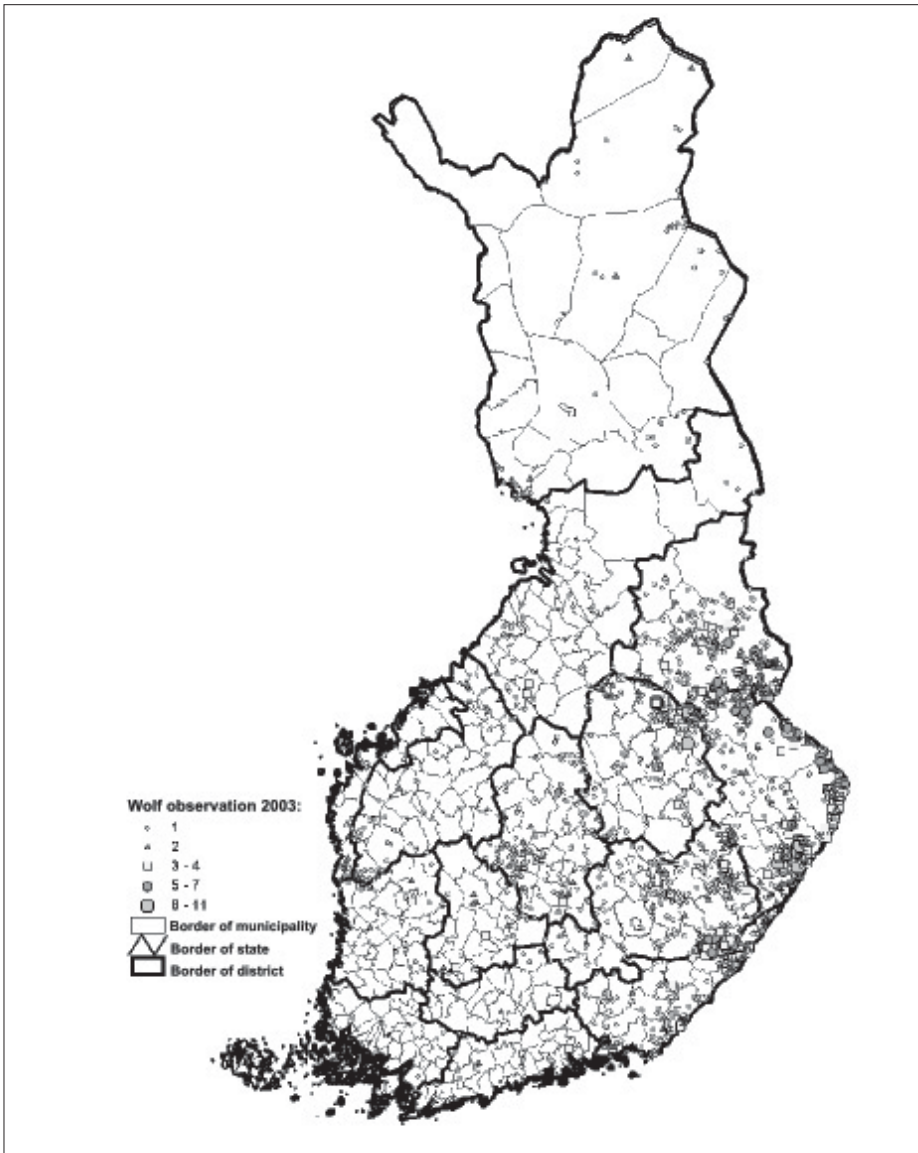 Wolf observation 2003:
1
2
3 - 4
5 - 7
8 - 11
Border of municipality
Border of state
Border of district